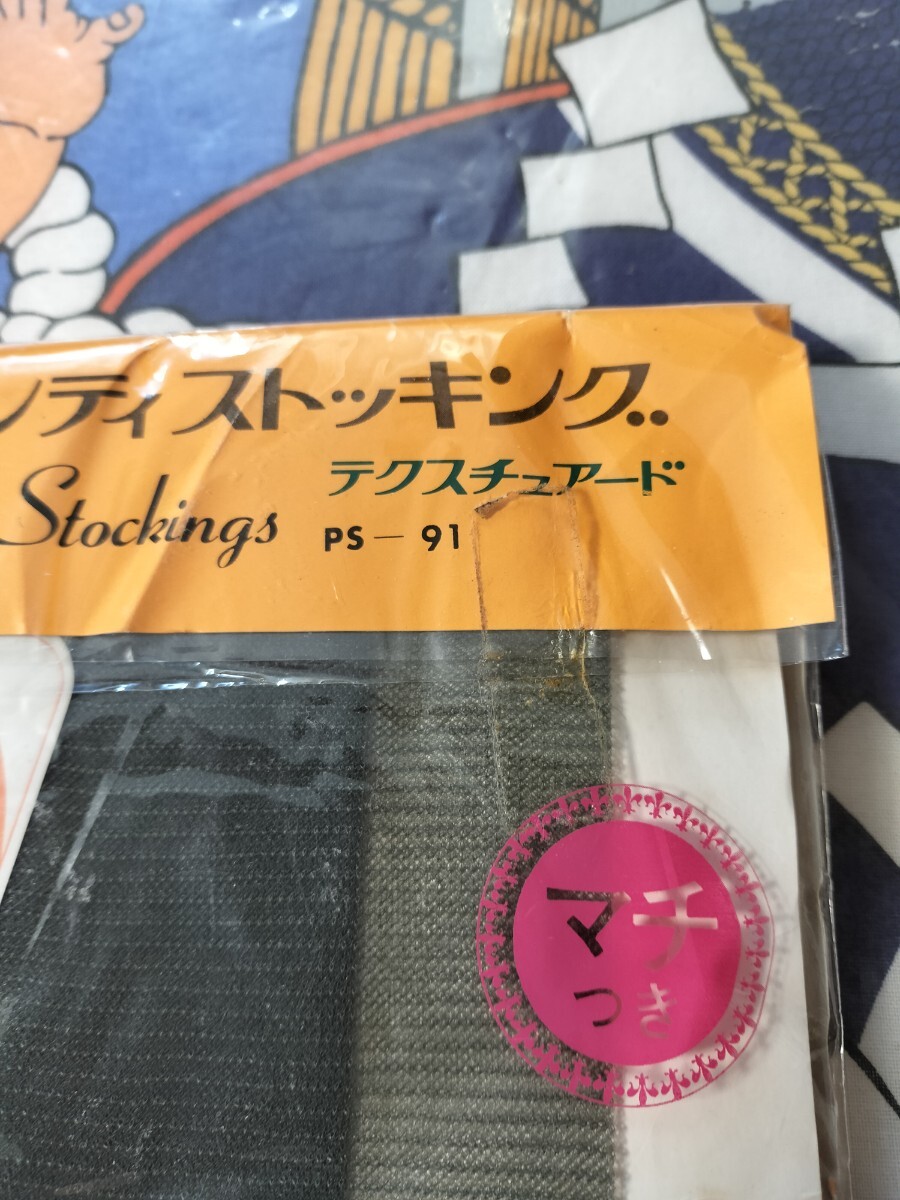 ンティストッキング
テクスチュアード
Stockings
PS－91
マチ
つき